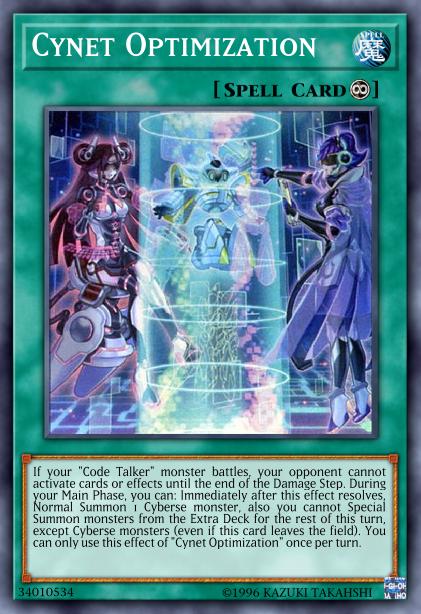 CYNET OPTIMIZATION
SPELL
魔
[SPELL CARD]
If your "Code Talker" monster battles, your opponent cannot
activate cards or effects until the end of the Damage Step. During
your Main Phase, you can: Immediately after this effect resolves,
Normal Summon 1 Cyberse monster, also you cannot Special
Summon monsters from the Extra Deck for the rest of this turn,
except Cyberse monsters (even if this card leaves the field). You
can only use this effect of "Cynet Optimization" once per turn.
34010534
©1996 KAZUKI TAKAHSHI